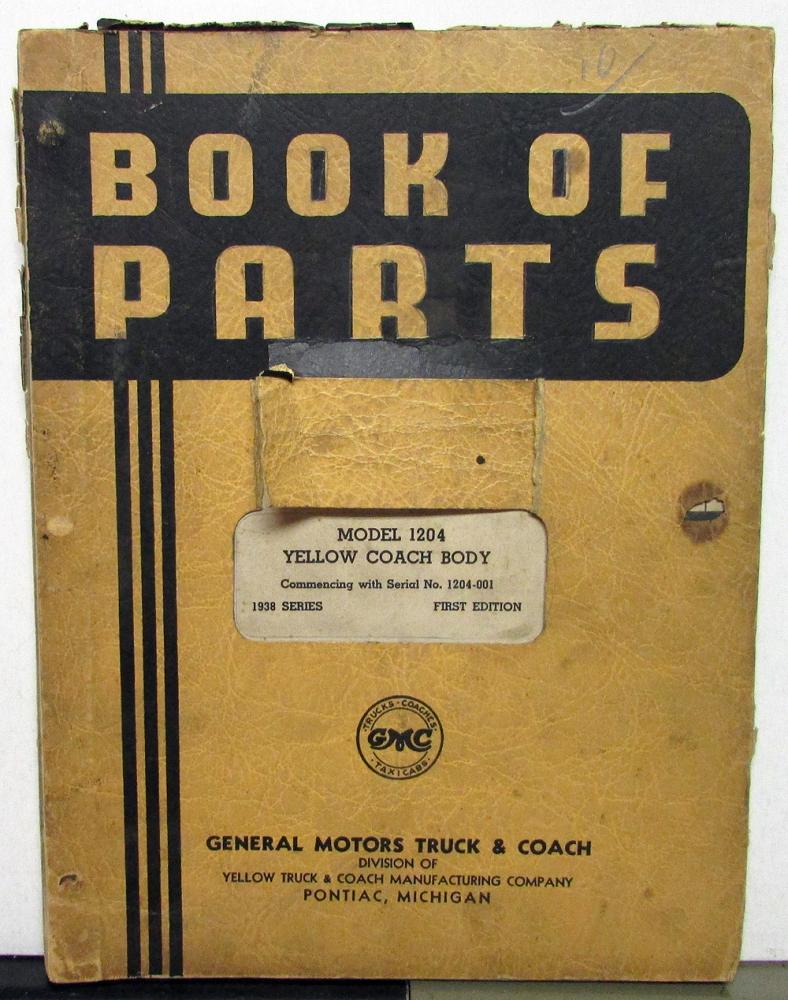 10/
BOOK OF
PARTS
MODEL 1204
YELLOW COACH BODY
Commencing with Serial No. 1204-001
1938 SERIES FIRST EDITION
TRUCKS · COACHES
GMC
· TAXICABS ·
GENERAL MOTORS TRUCK & COACH
DIVISION OF
YELLOW TRUCK & COACH MANUFACTURING COMPANY
PONTIAC, MICHIGAN